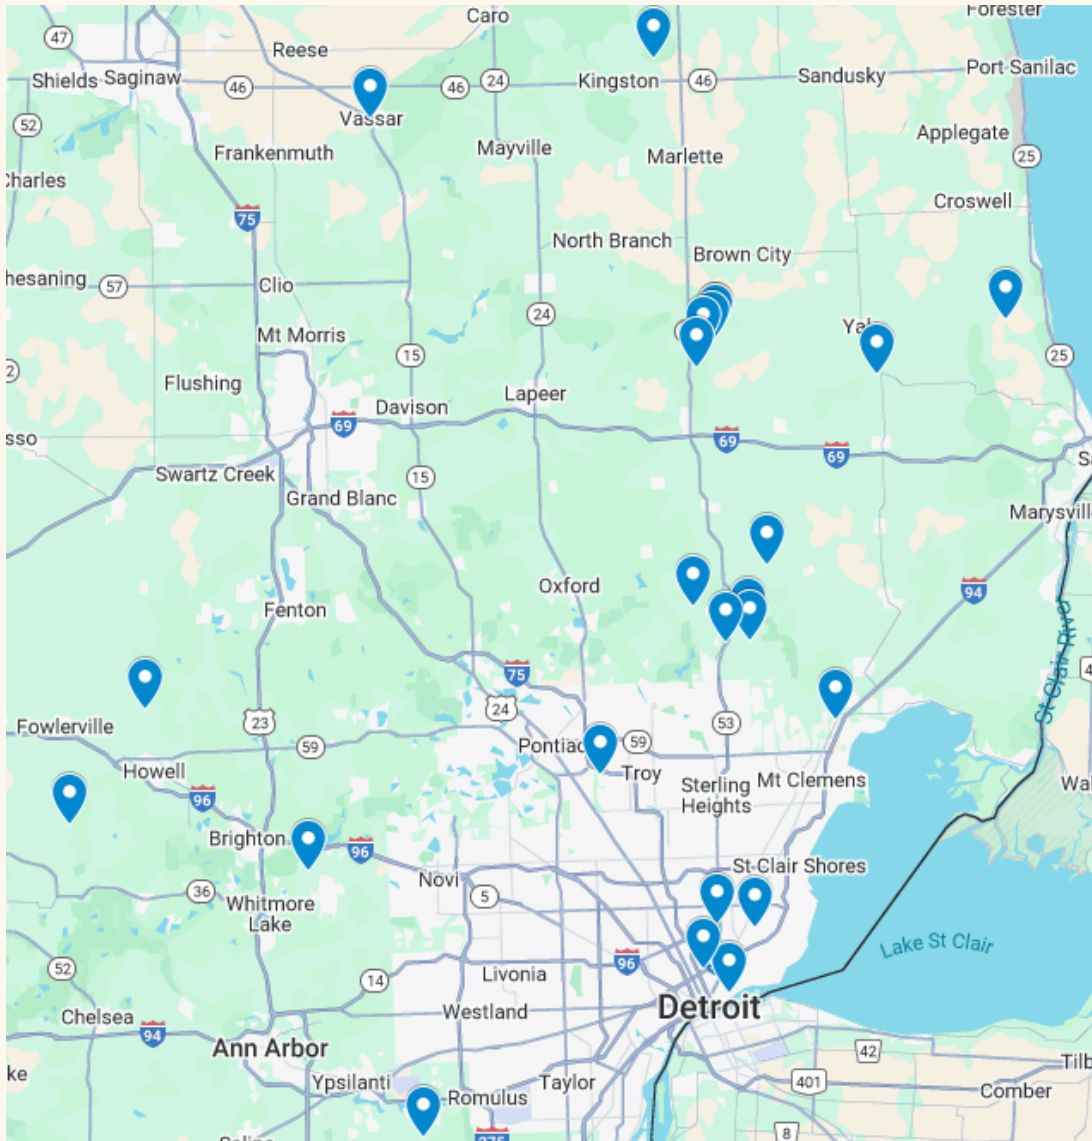 Caro
Forester
47
Reese
Shields
Saginaw
46
46
24
Kingston
46
Sandusky
Port Sanilac
52
Vassar
Frankenmuth
Mayville
Marlette
Applegate
25
Charles
75
Croswell
North Branch
Brown City
hesaning
57
Clio
24
Mt Morris
15
25
2
Flushing
Davison
Lapeer
69
69
69
sso
Swartz Creek
15
Grand Blanc
Marysville
Oxford
94
Fenton
St Clair River
75
24
4
Fowlerville
23
59
53
Pontiac
59
Howell
Troy
Sterling
Heights
Mt Clemens
96
Wal
Brighton
96
St Clair Shores
Novi
36
5
Whitmore
Lake
Lake St Clair
52
14
Livonia
96
Chelsea
Westland
Detroit
94
Ann Arbor
42
ke
Ypsilanti
Taylor
401
Tilb
Romulus
Comber
275
8